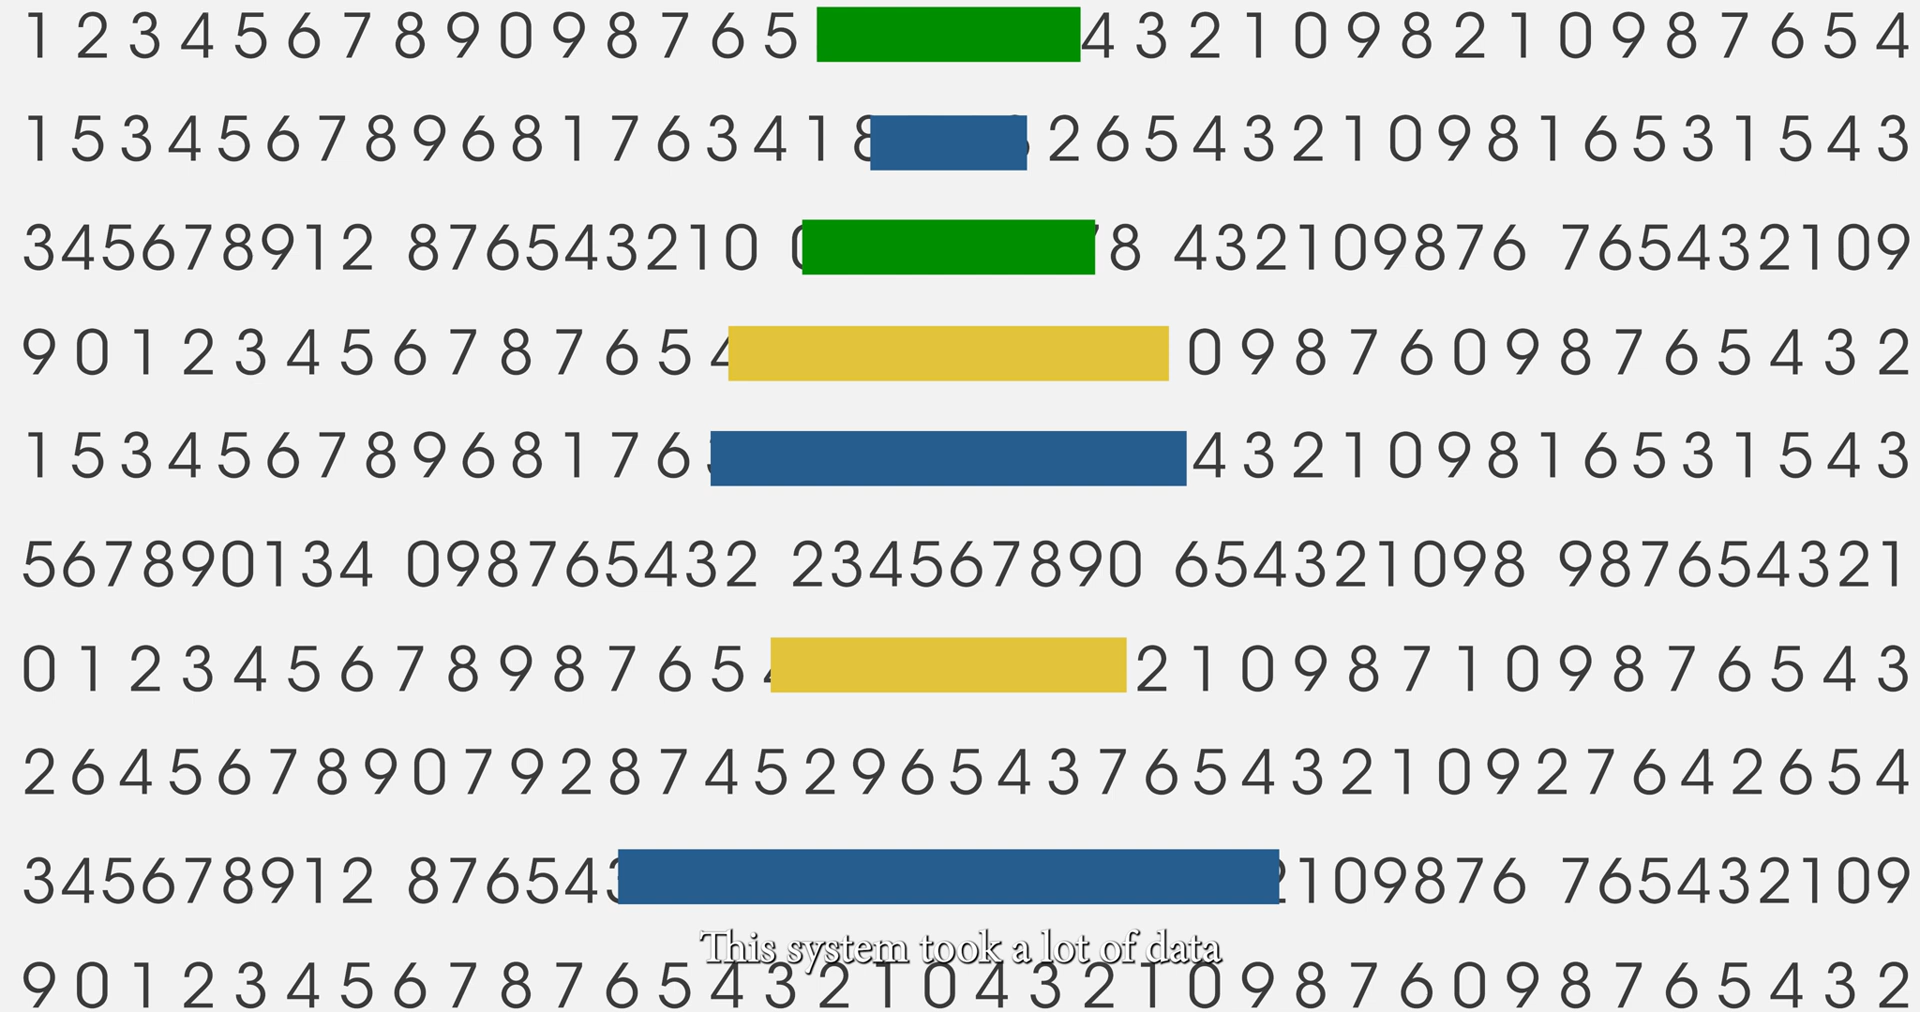 1 2 3 4 5 6 7 8 9 0 9 8 7 6 5 4 3 2 1 0 9 8 2 1 0 9 8 7 6 5 4
1 5 3 4 5 6 7 8 9 6 8 1 7 6 3 4 1 8 2 6 5 4 3 2 1 0 9 8 1 6 5 3 1 5 4 3
345678912 876543210 0 78 432109876 765432109
9 0 1 2 3 4 5 6 7 8 7 6 5 4 0 9 8 7 6 0 9 8 7 6 5 4 3 2
1 5 3 4 5 6 7 8 9 6 8 1 7 6 4 3 2 1 0 9 8 1 6 5 3 1 5 4 3
567890134 098765432 234567890 654321098 987654321
0 1 2 3 4 5 6 7 8 9 8 7 6 5 2 1 0 9 8 7 1 0 9 8 7 6 5 4 3
2 6 4 5 6 7 8 9 0 7 9 2 8 7 4 5 2 9 6 5 4 3 7 6 5 4 3 2 1 0 9 2 7 6 4 2 6 5 4
345678912 876543 2109876 765432109
This system took a lot of data
9 0 1 2 3 4 5 6 7 8 7 6 5 4 3 2 1 0 4 3 2 1 0 9 8 7 6 0 9 8 7 6 5 4 3 2